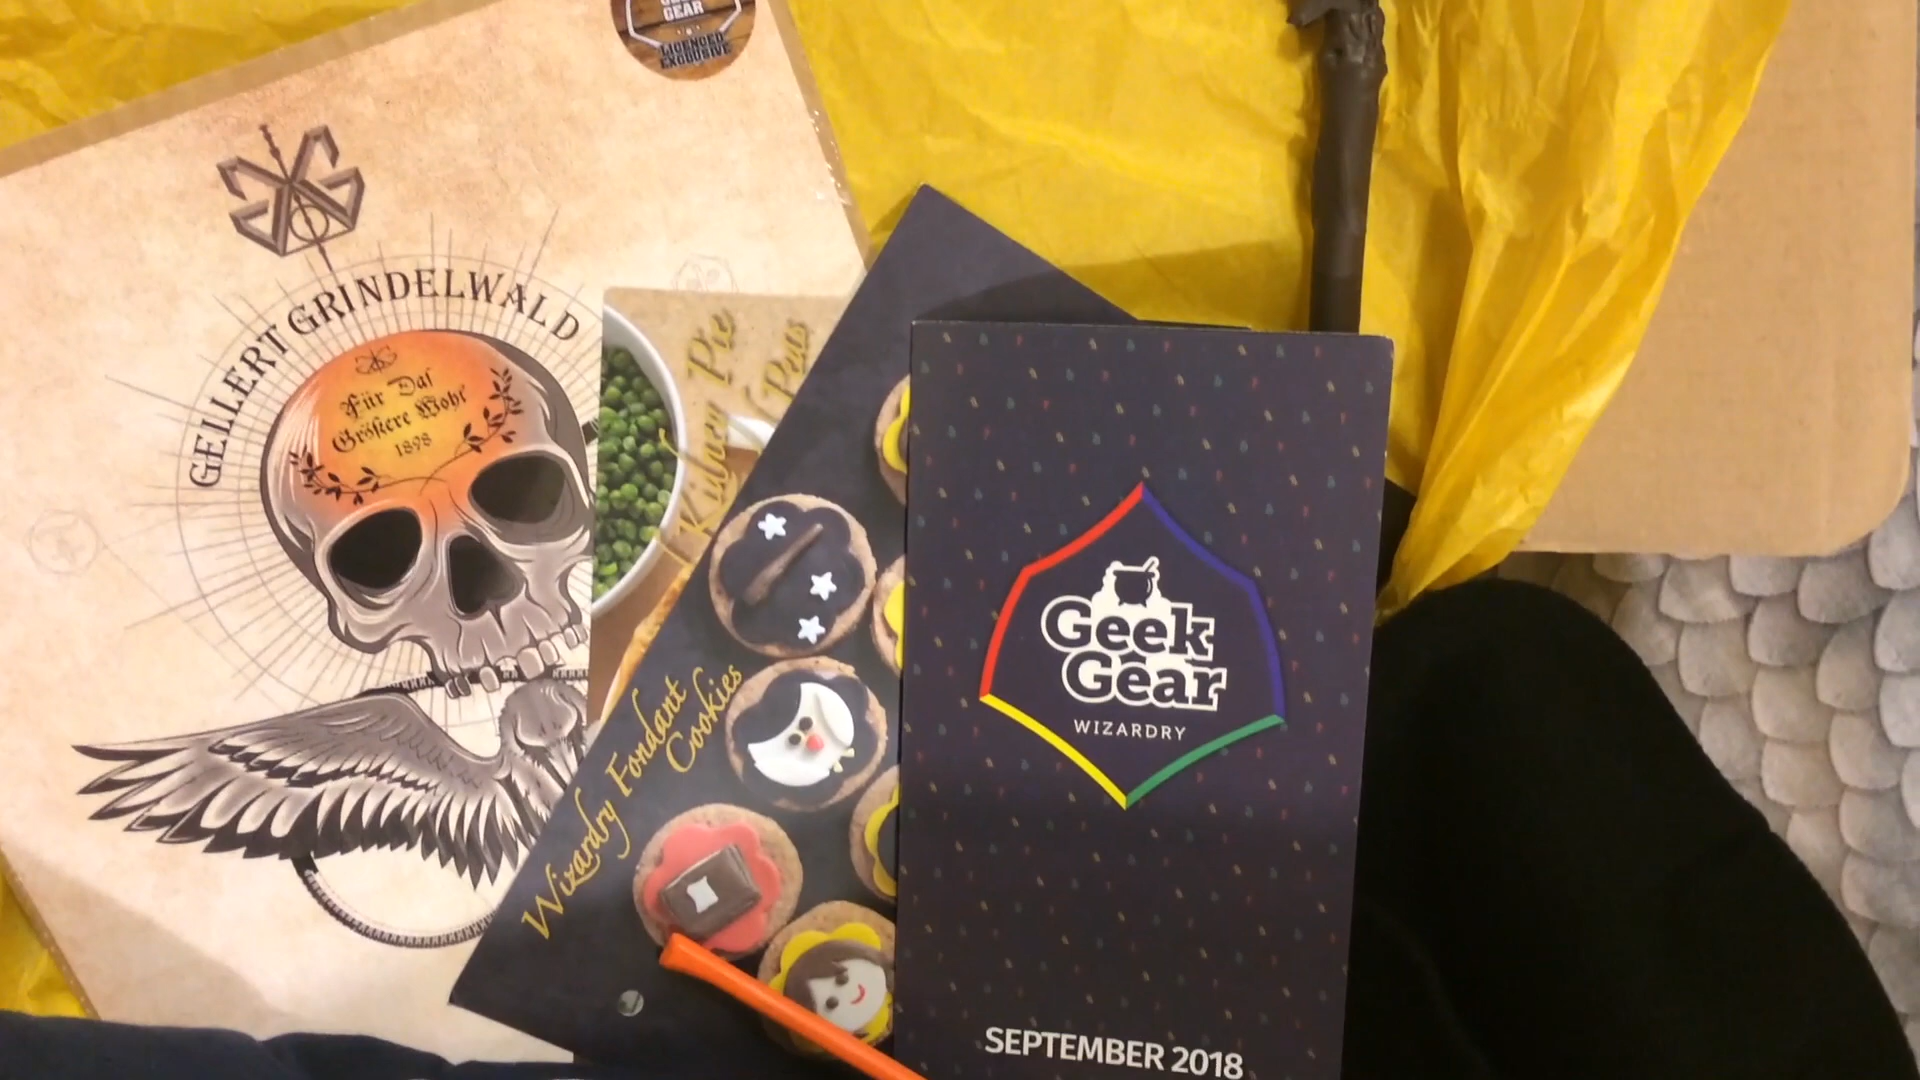 GEAR
LICENCED
EXCLUSIVE
GELLERT GRINDELWALD
Für Das
Größere Wohl
1898
Kidney Pie
Peas
Wizardry Fondant
Cookies
Geek
Gear
WIZARDRY
SEPTEMBER 2018